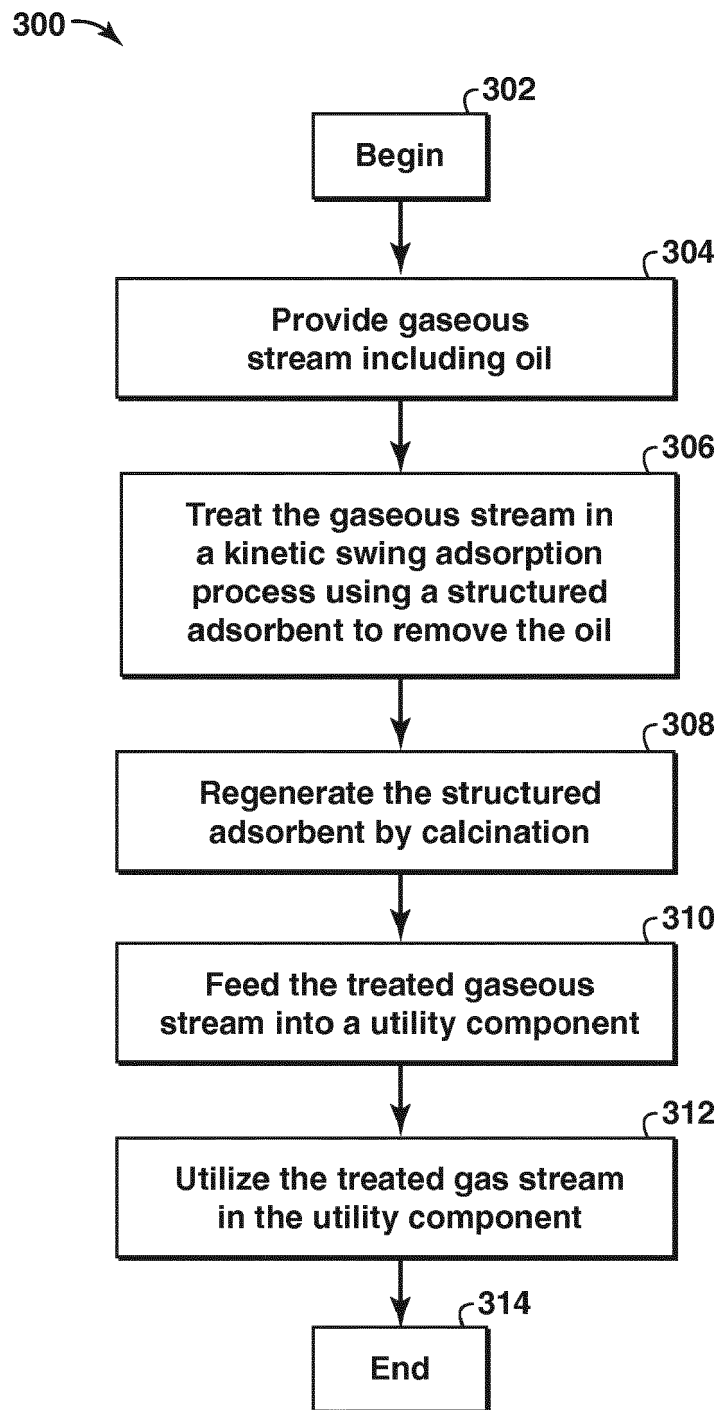 300
302
Begin
304
Provide gaseous
stream including oil
306
Treat the gaseous stream in
a kinetic swing adsorption
process using a structured
adsorbent to remove the oil
308
Regenerate the structured
adsorbent by calcination
310
Feed the treated gaseous
stream into a utility component
312
Utilize the treated gas stream
in the utility component
314
End